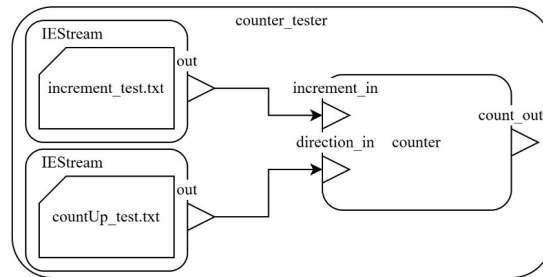 counter_tester
IEStream
out
increment_test.txt
increment_in
count_out
direction_in
counter
IEStream
out
countUp_test.txt